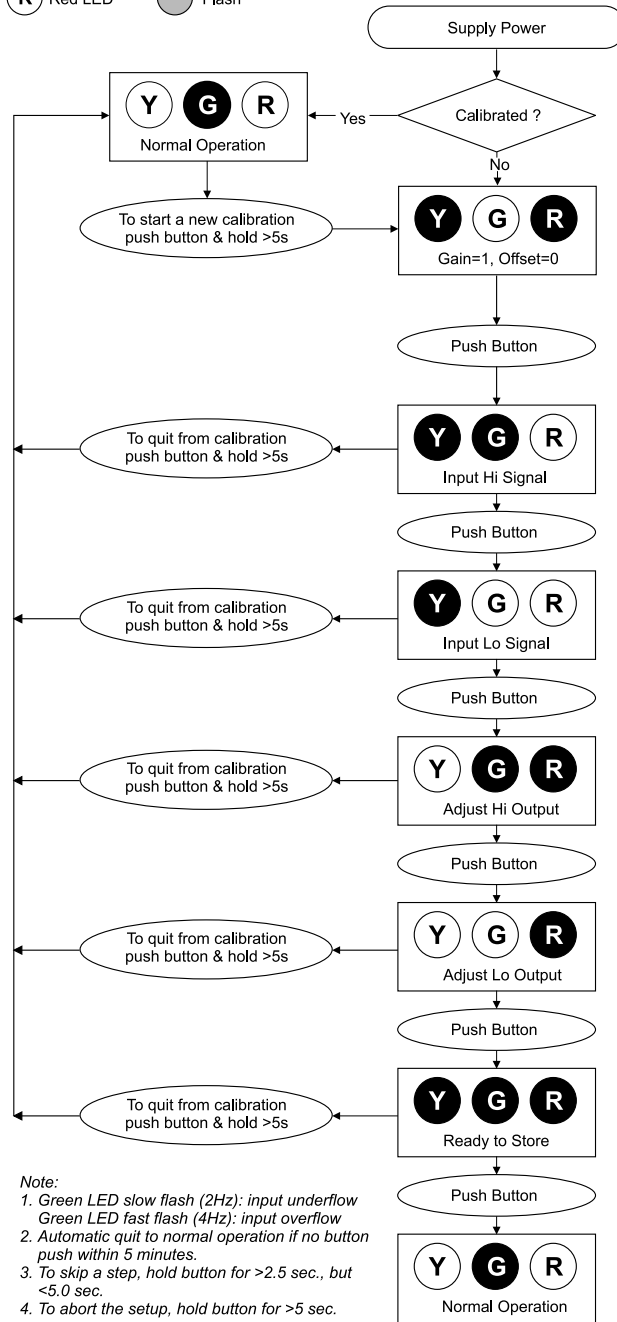 R Red LED
Flash
Supply Power
Calibrated ?
Yes
No
Y G R
Normal Operation
To start a new calibration
push button & hold >5s
Y G R
Gain=1, Offset=0
Push Button
Y G R
Input Hi Signal
To quit from calibration
push button & hold >5s
Push Button
Y G R
Input Lo Signal
To quit from calibration
push button & hold >5s
Push Button
Y G R
Adjust Hi Output
To quit from calibration
push button & hold >5s
Push Button
Y G R
Adjust Lo Output
To quit from calibration
push button & hold >5s
Push Button
Y G R
Ready to Store
To quit from calibration
push button & hold >5s
Push Button
Y G R
Normal Operation
Note:
1. Green LED slow flash (2Hz): input underflow
Green LED fast flash (4Hz): input overflow
2. Automatic quit to normal operation if no button
push within 5 minutes.
3. To skip a step, hold button for >2.5 sec., but
<5.0 sec.
4. To abort the setup, hold button for >5 sec.